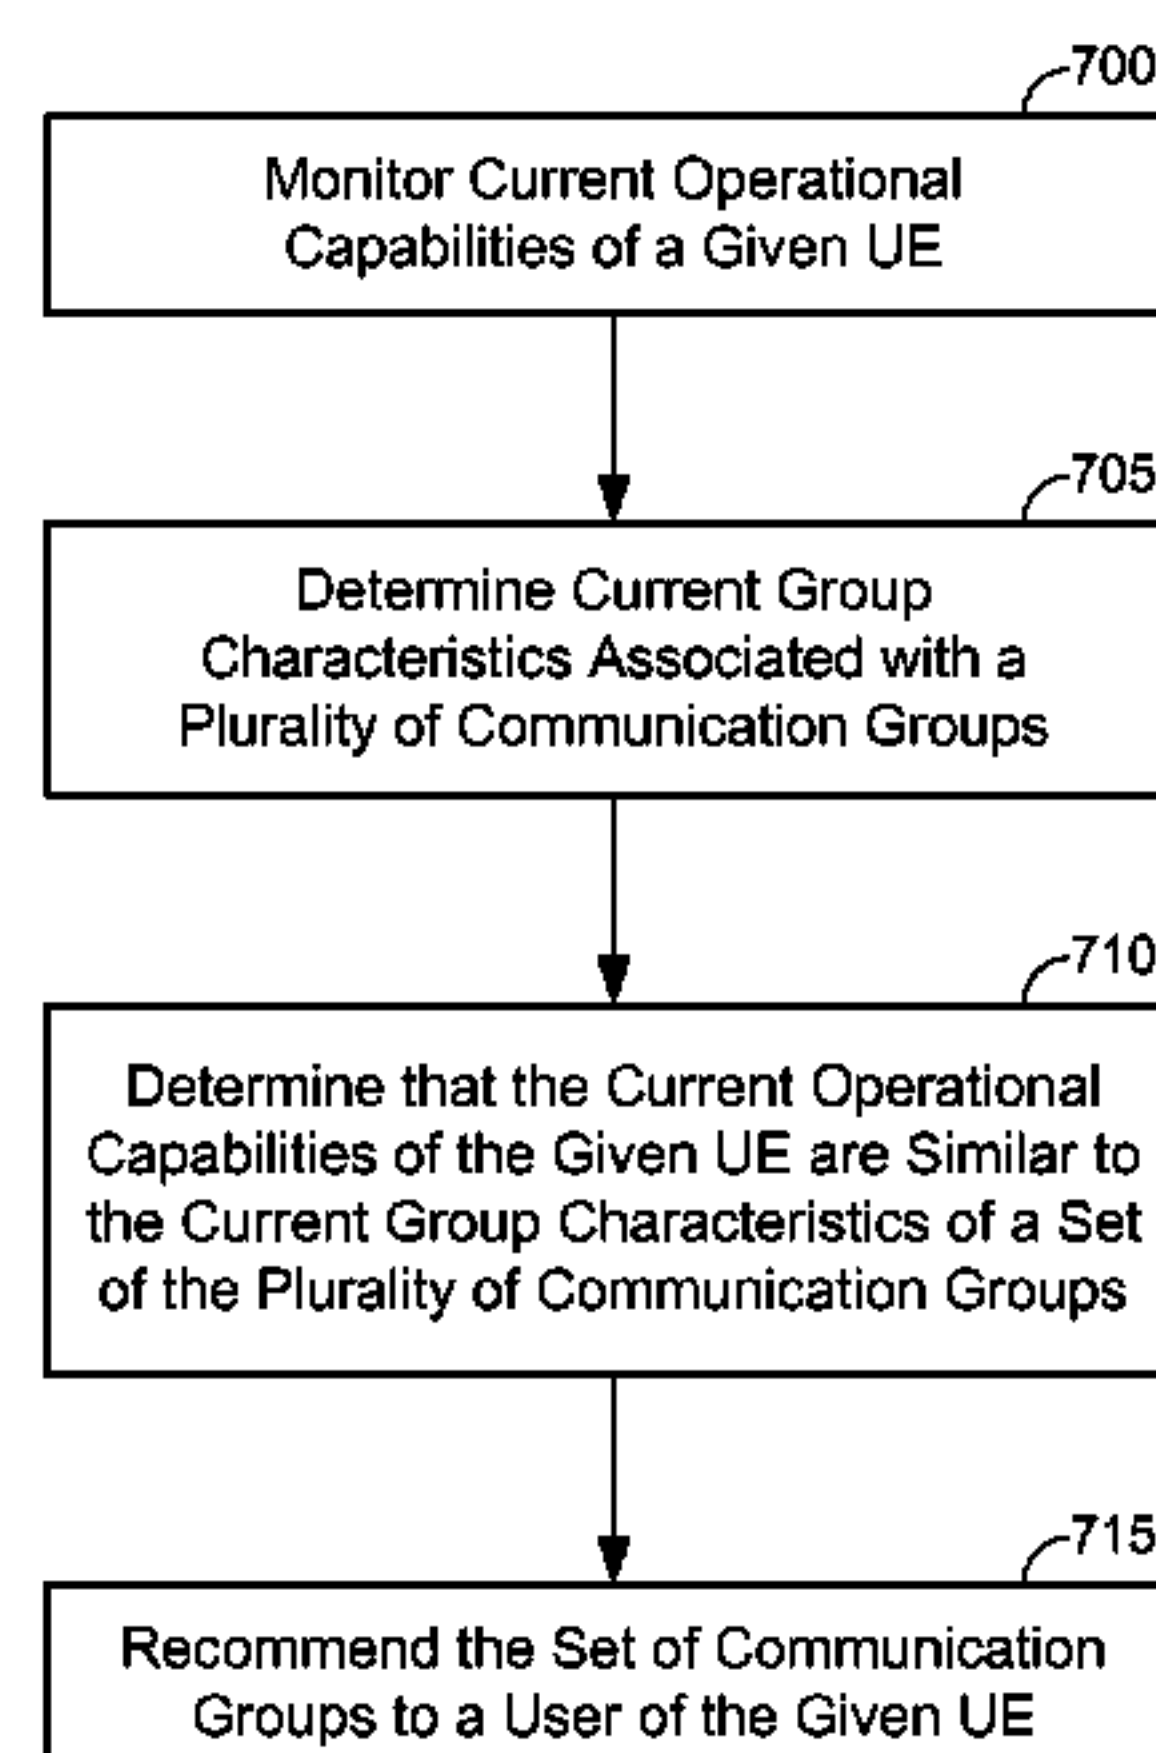 700
Monitor Current Operational
Capabilities of a Given UE
705
Determine Current Group
Characteristics Associated with a
Plurality of Communication Groups
710
Determine that the Current Operational
Capabilities of the Given UE are Similar to
the Current Group Characteristics of a Set
of the Plurality of Communication Groups
715
Recommend the Set of Communication
Groups to a User of the Given UE